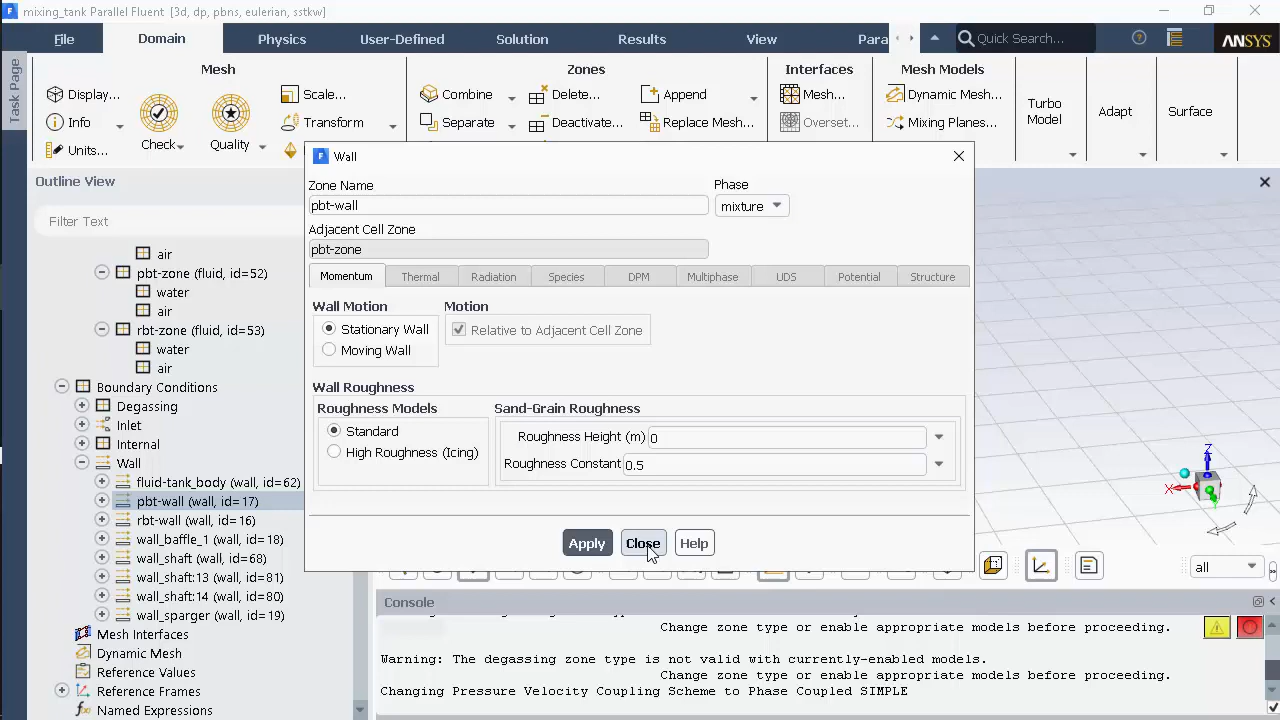 mixing_tank Parallel Fluent [3d, dp, pbns, eulerian, sstkw]
File
Domain
Physics
User-Defined
Solution
Results
View
Para
Quick Search...
ANSYS
Task Page
Mesh
Zones
Interfaces
Mesh Models
Display...
Info
Units...
Check
Quality
Scale...
Transform
Combine
Separate
Delete...
Deactivate...
Append
Replace Mesh...
Mesh...
Overset...
Dynamic Mesh...
Mixing Planes...
Turbo
Model
Adapt
Surface
Outline View
Filter Text
air
pbt-zone (fluid, id=52)
water
air
rbt-zone (fluid, id=53)
water
air
Boundary Conditions
Degassing
Inlet
Internal
Wall
fluid-tank_body (wall, id=62)
pbt-wall (wall, id=17)
rbt-wall (wall, id=16)
wall_baffle_1 (wall, id=18)
wall_shaft (wall, id=68)
wall_shaft:13 (wall, id=81)
wall_shaft:14 (wall, id=80)
wall_sparger (wall, id=19)
Mesh Interfaces
Dynamic Mesh
Reference Values
Reference Frames
Named Expressions
Wall
Zone Name
pbt-wall
Phase
mixture
Adjacent Cell Zone
pbt-zone
Momentum
Thermal
Radiation
Species
DPM
Multiphase
UDS
Potential
Structure
Wall Motion
Stationary Wall
Moving Wall
Motion
Relative to Adjacent Cell Zone
Wall Roughness
Roughness Models
Standard
High Roughness (Icing)
Sand-Grain Roughness
Roughness Height (m) 0
Roughness Constant 0.5
Apply
Close
Help
Z
X
all
Console
Change zone type or enable appropriate models before proceeding.
Warning: The degassing zone type is not valid with currently-enabled models.
Change zone type or enable appropriate models before proceeding.
Changing Pressure Velocity Coupling Scheme to Phase Coupled SIMPLE